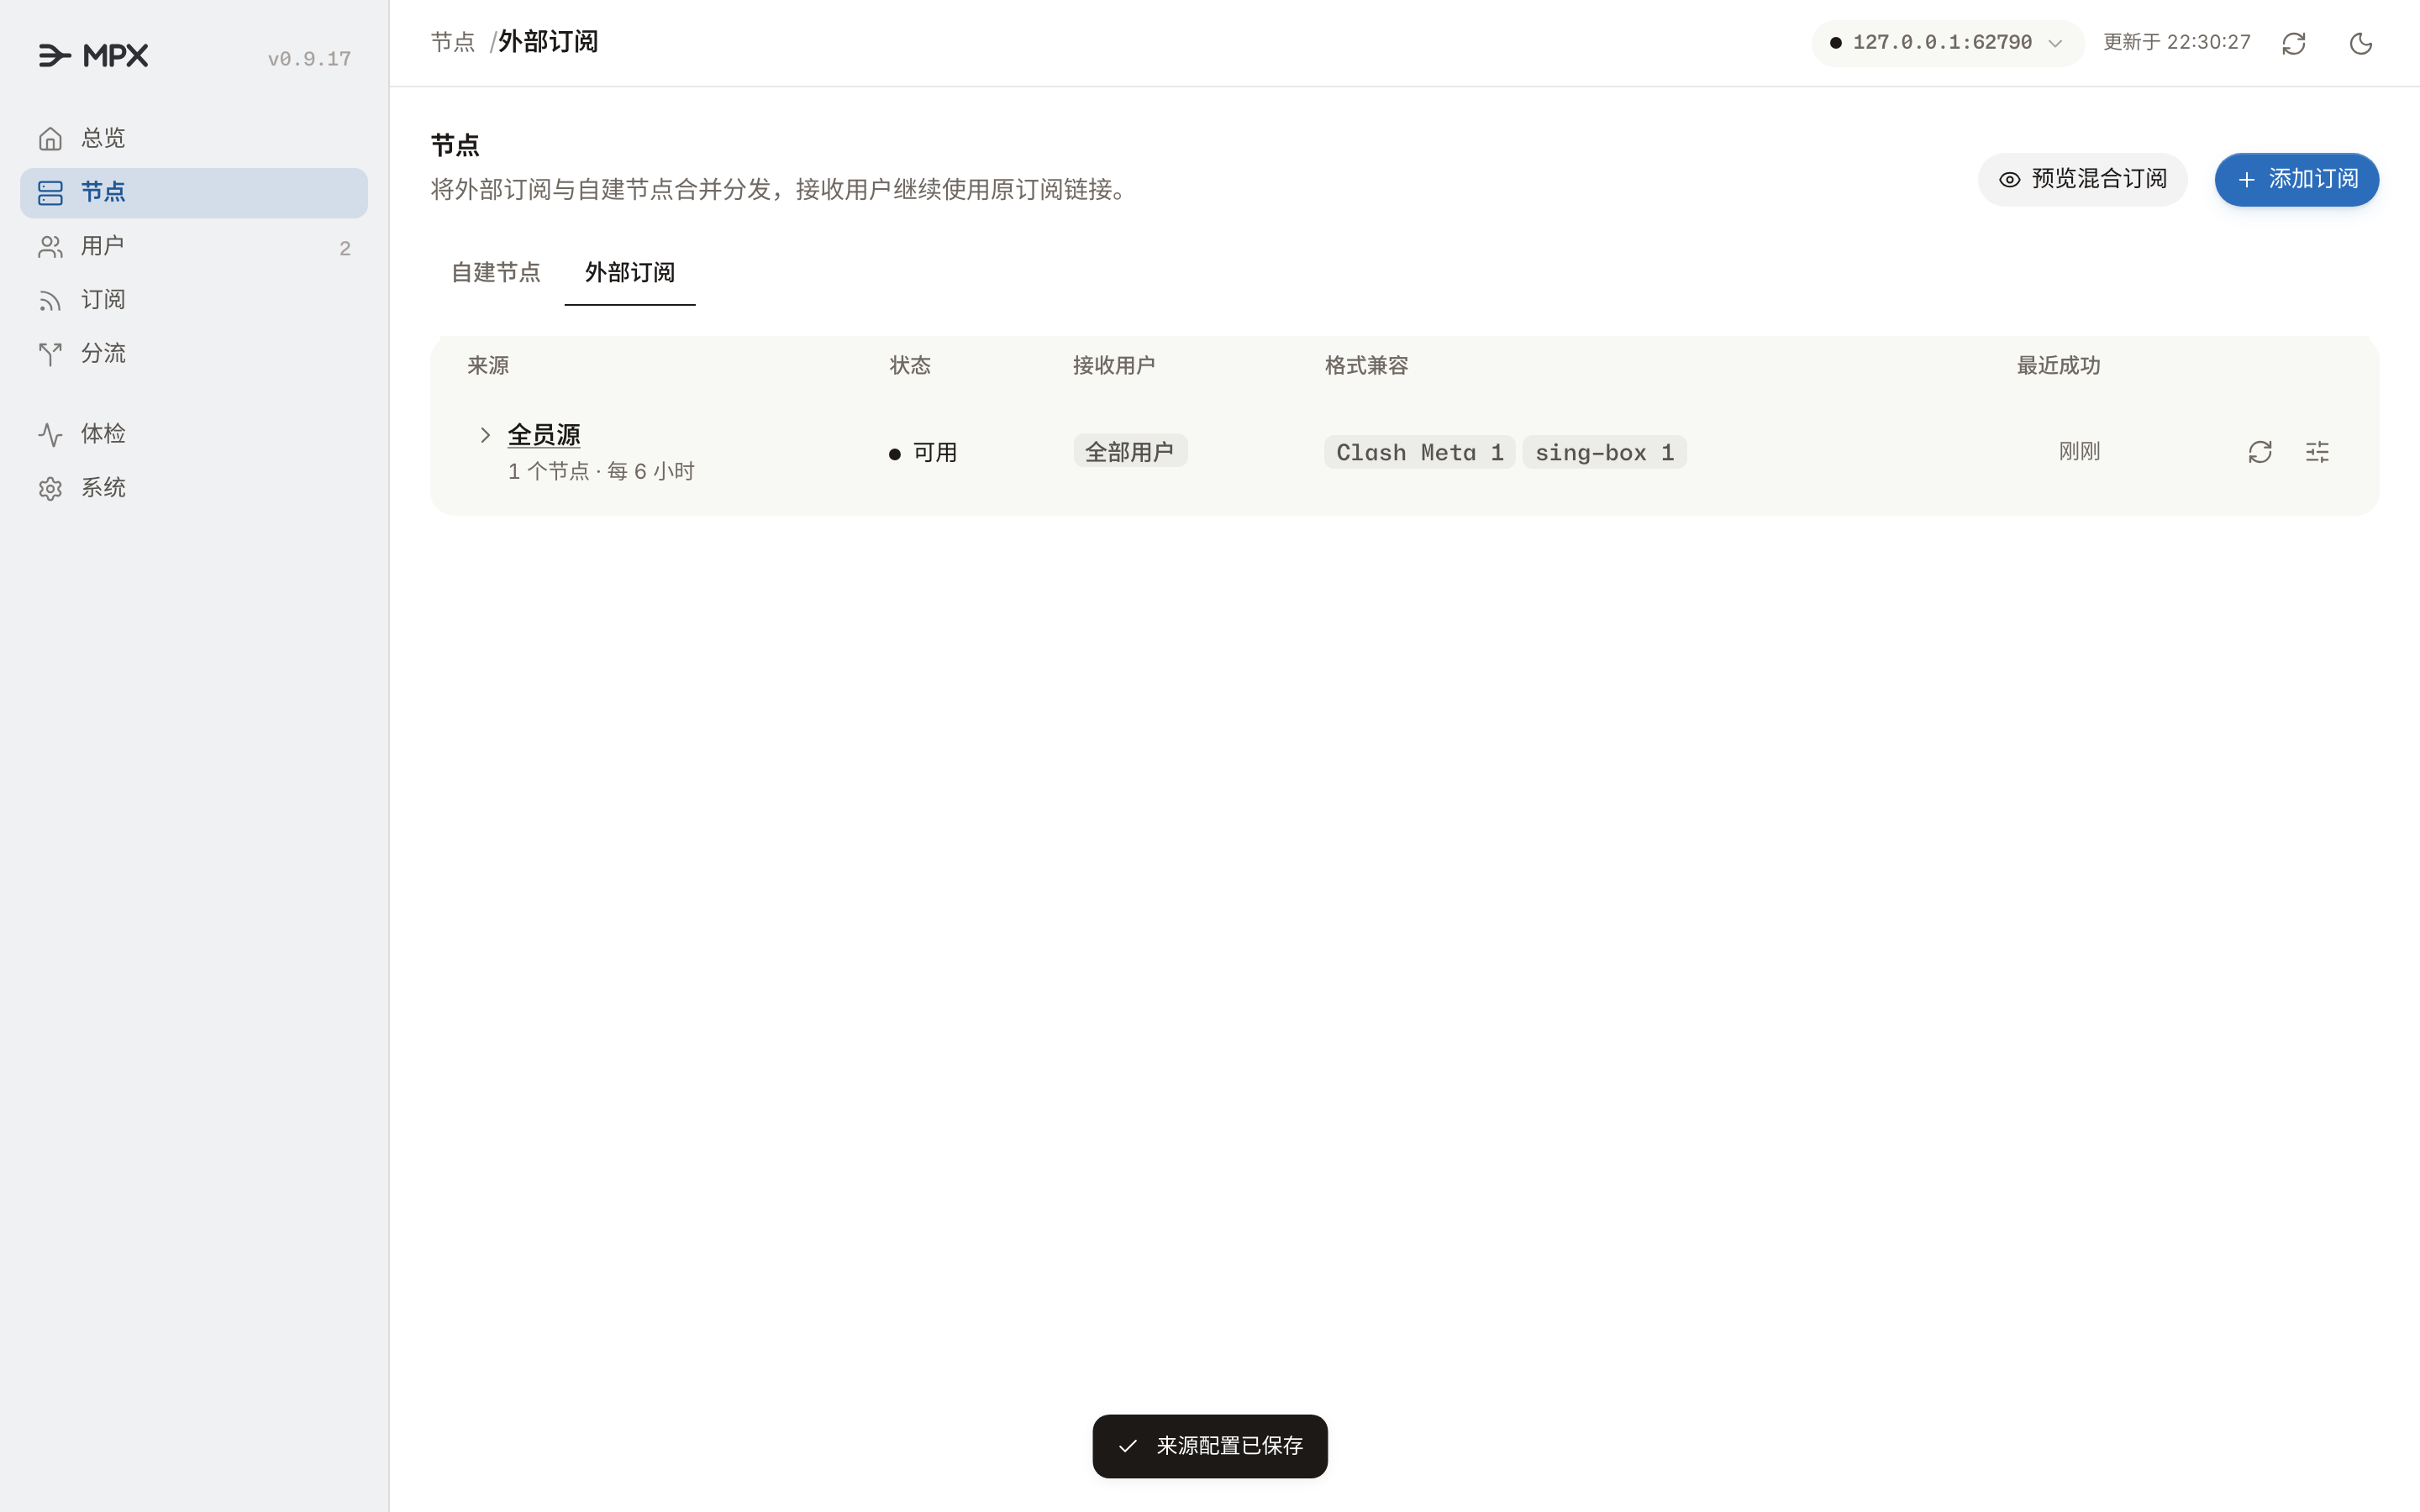 MPX
v0.9.17
总览
节点
用户
2
订阅
分流
体检
系统
节点 /外部订阅
127.0.0.1:62790
更新于 22:30:27
节点
将外部订阅与自建节点合并分发，接收用户继续使用原订阅链接。
预览混合订阅
添加订阅
自建节点
外部订阅
来源
状态
接收用户
格式兼容
最近成功
全员源
1 个节点 · 每 6 小时
可用
全部用户
Clash Meta 1
sing-box 1
刚刚
来源配置已保存